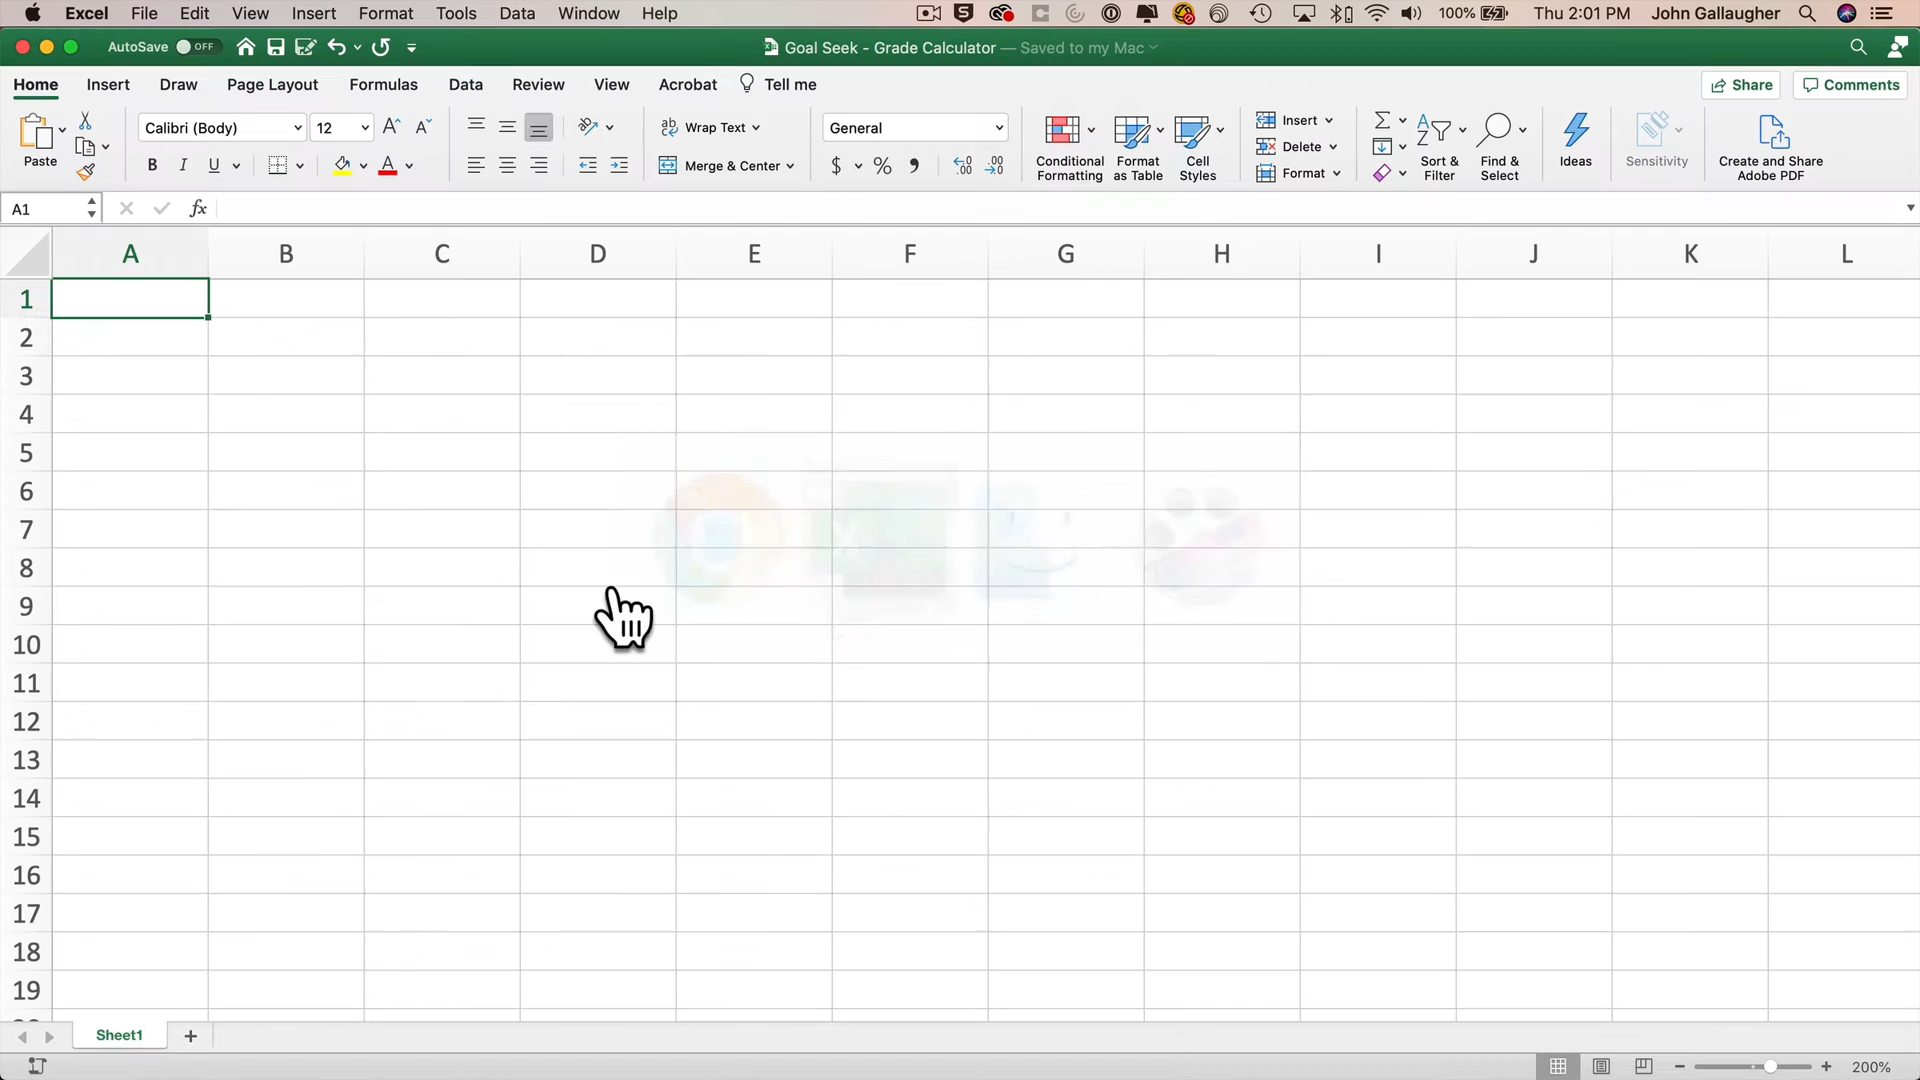 Excel File Edit View Insert Format Tools Data Window Help 100% Thu 2:01 PM John Gallaugher
AutoSave OFF Goal Seek - Grade Calculator — Saved to my Mac
Home Insert Draw Page Layout Formulas Data Review View Acrobat Tell me Share Comments
Paste Calibri (Body) 12 Wrap Text General Insert
B I U Merge & Center $ % Conditional Formatting Format as Table Cell Styles Delete Format Sort & Filter Find & Select Ideas Sensitivity Create and Share Adobe PDF
A1 fx
A B C D E F G H I J K L
1
2
3
4
5
6
7
8
9
10
11
12
13
14
15
16
17
18
19
Sheet1 +
200%